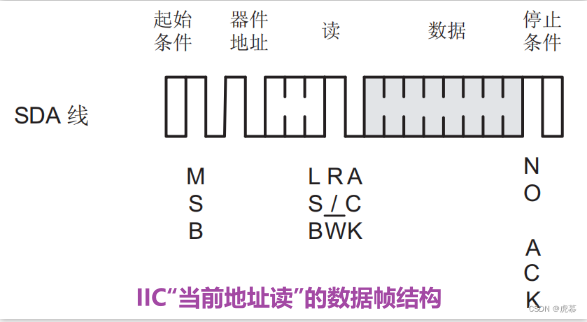 起始 器件 停止
条件 地址 读 数据 条件
SDA 线
M L R A N
S S / C O
B B W K A
C
K
IIC“当前地址读”的数据帧结构
CSDN @虎慕